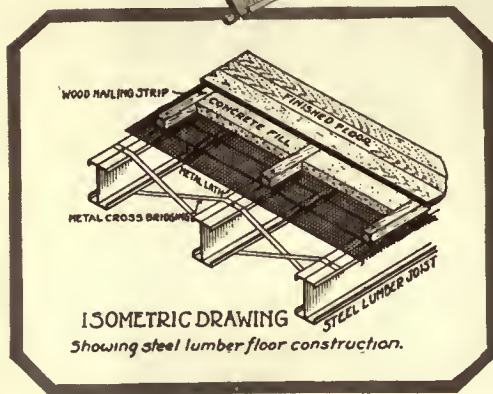 WOOD NAILING STRIP
CONCRETE FILL
FINISHED FLOOR
METAL LATH
METAL CROSS BRIDGING
STEEL LUMBER JOIST
ISOMETRIC DRAWING
Showing steel lumber floor construction.